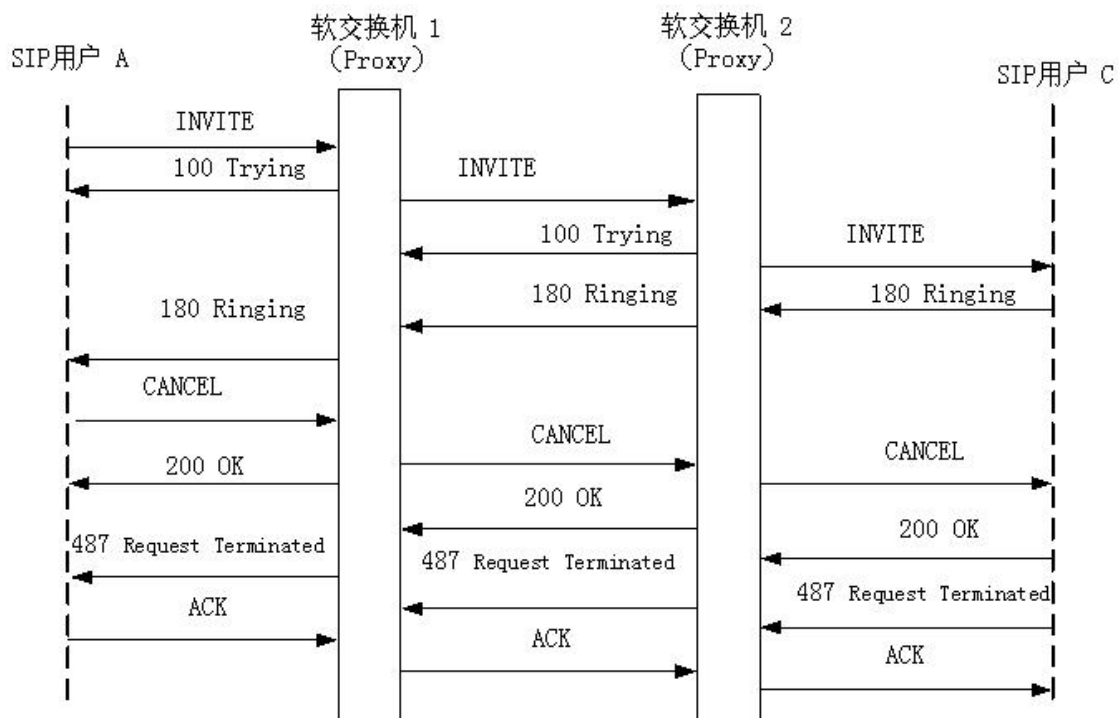 软交换机 1
(Proxy)
软交换机 2
(Proxy)
SIP用户 A
SIP用户 C
INVITE
100 Trying
INVITE
100 Trying
INVITE
180 Ringing
180 Ringing
180 Ringing
CANCEL
CANCEL
CANCEL
200 OK
200 OK
200 OK
487 Request Terminated
487 Request Terminated
487 Request Terminated
ACK
ACK
ACK